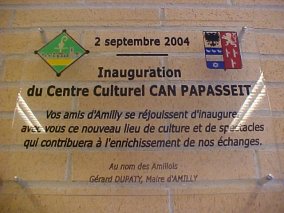 2 septembre 2004
Inauguration
du Centre Culturel CAN PAPASSEIT
Vos amis d'Amilly se réjouissent d'inaugurer
avec vous ce nouveau lieu de culture et de spectacles
qui contribuera à l'enrichissement de nos échanges.
Au nom des Amillois
Gérard DUPATY, Maire d'AMILLY